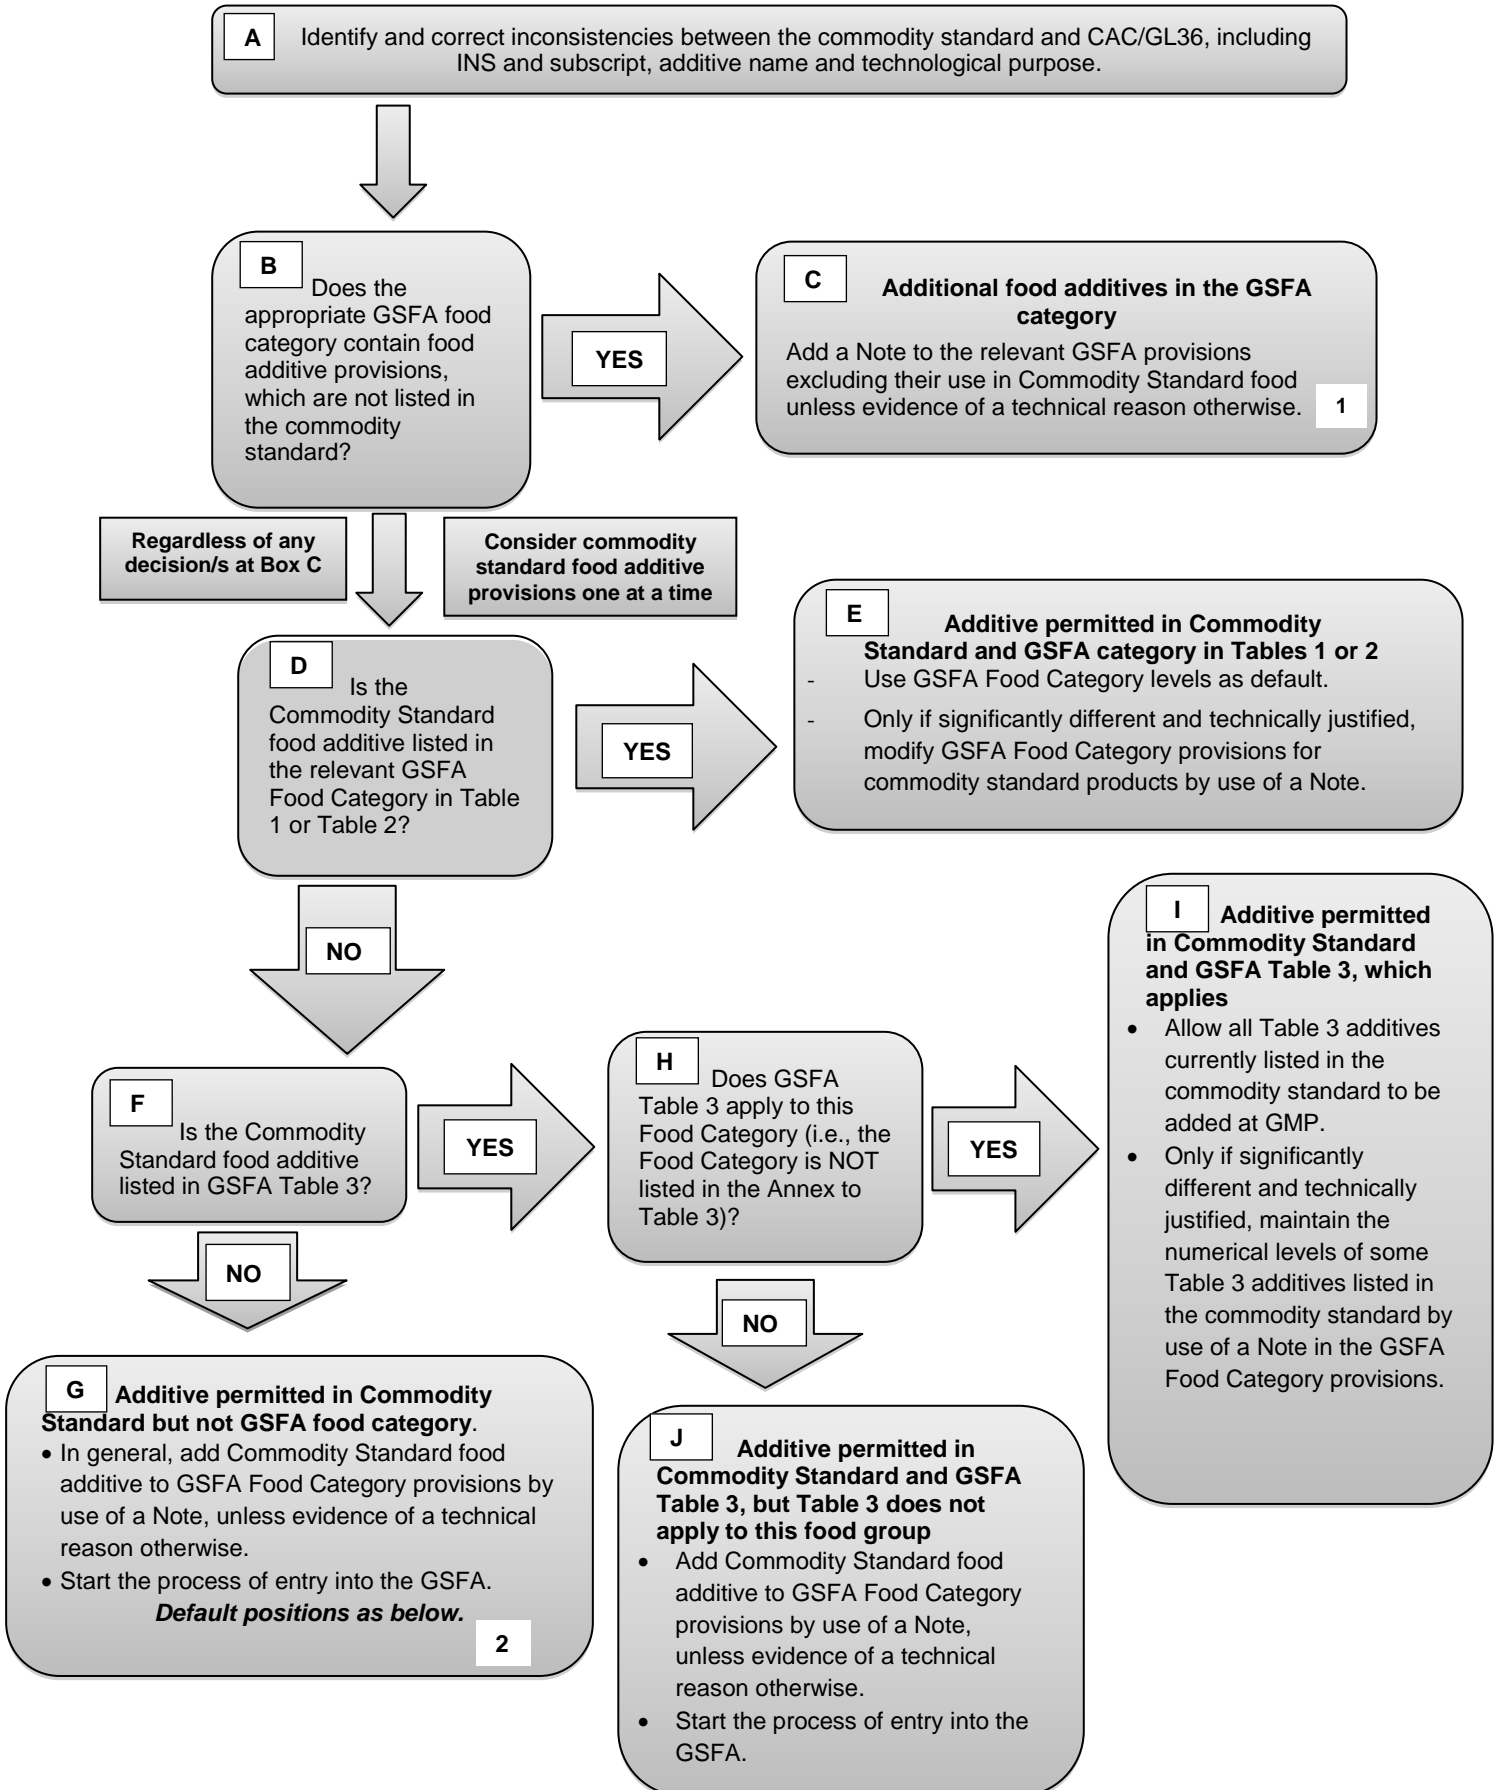 A
Identify and correct inconsistencies between the commodity standard and CAC/GL36, including
INS and subscript, additive name and technological purpose.
B
Does the
appropriate GSFA food
category contain food
additive provisions,
which are not listed in
the commodity
standard?
YES
C
Additional food additives in the GSFA
category
Add a Note to the relevant GSFA provisions
excluding their use in Commodity Standard food
unless evidence of a technical reason otherwise.
1
Regardless of any
decision/s at Box C
Consider commodity
standard food additive
provisions one at a time
D
Is the
Commodity Standard
food additive listed in
the relevant GSFA
Food Category in Table
1 or Table 2?
YES
E
Additive permitted in Commodity
Standard and GSFA category in Tables 1 or 2
- Use GSFA Food Category levels as default.
- Only if significantly different and technically justified,
modify GSFA Food Category provisions for
commodity standard products by use of a Note.
NO
F
Is the Commodity
Standard food additive
listed in GSFA Table 3?
YES
H
Does GSFA
Table 3 apply to this
Food Category (i.e., the
Food Category is NOT
listed in the Annex to
Table 3)?
YES
I
Additive permitted
in Commodity Standard
and GSFA Table 3, which
applies
• Allow all Table 3 additives
currently listed in the
commodity standard to be
added at GMP.
• Only if significantly
different and technically
justified, maintain the
numerical levels of some
Table 3 additives listed in
the commodity standard by
use of a Note in the GSFA
Food Category provisions.
NO
G
Additive permitted in Commodity
Standard but not GSFA food category.
• In general, add Commodity Standard food
additive to GSFA Food Category provisions by
use of a Note, unless evidence of a technical
reason otherwise.
• Start the process of entry into the GSFA.
Default positions as below.
2
NO
J
Additive permitted in
Commodity Standard and GSFA
Table 3, but Table 3 does not
apply to this food group
• Add Commodity Standard food
additive to GSFA Food Category
provisions by use of a Note,
unless evidence of a technical
reason otherwise.
• Start the process of entry into the
GSFA.